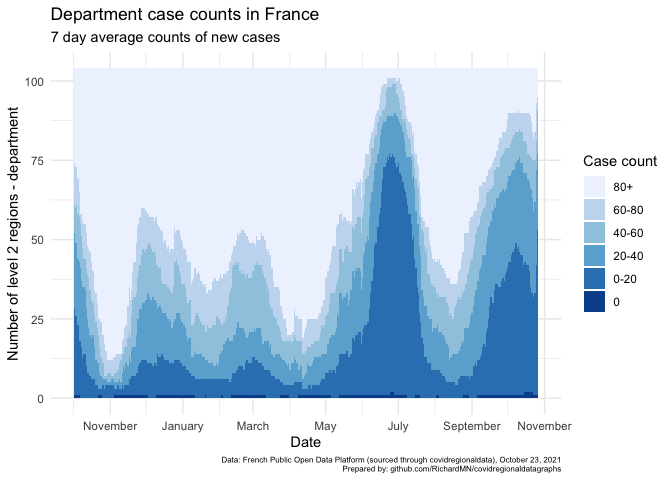 Department case counts in France
7 day average counts of new cases
Number of level 2 regions - department
100
75
50
25
0
November
January
March
May
July
September
November
Date
Case count
80+
60-80
40-60
20-40
0-20
0
Data: French Public Open Data Platform (sourced through covidregionaldata), October 23, 2021
Prepared by: github.com/RichardMN/covidregionaldatagraphs